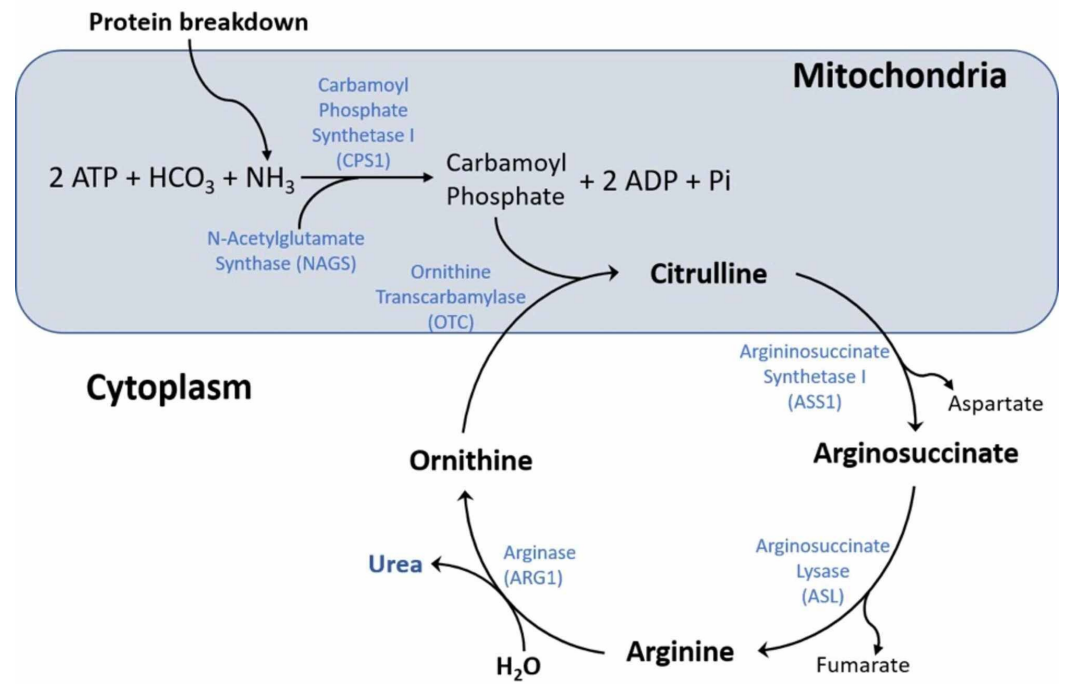 Protein breakdown
Mitochondria
Carbamoyl
Phosphate
Synthetase I
(CPS1)
2 ATP + HCO₃ + NH₃
Carbamoyl
Phosphate
+ 2 ADP + Pi
N-Acetylglutamate
Synthase (NAGS)
Ornithine
Transcarbamylase
(OTC)
Citrulline
Cytoplasm
Argininosuccinate
Synthetase I
(ASS1)
Aspartate
Ornithine
Arginosuccinate
Urea
Arginase
(ARG1)
Arginosuccinate
Lysase
(ASL)
H₂O
Arginine
Fumarate